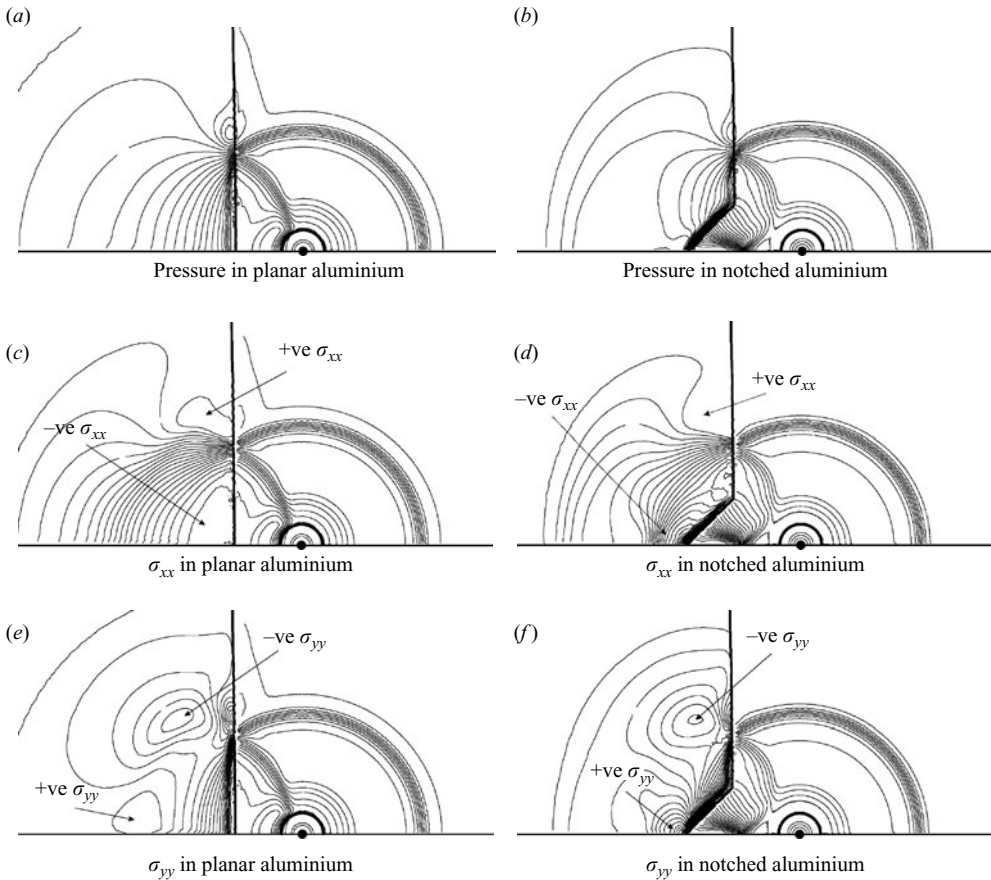 (a)
(b)
Pressure in planar aluminium
Pressure in notched aluminium
(c)
+ve σxx
–ve σxx
(d)
+ve σxx
–ve σxx
σxx in planar aluminium
σxx in notched aluminium
(e)
–ve σyy
+ve σyy
(f)
–ve σyy
+ve σyy
σyy in planar aluminium
σyy in notched aluminium